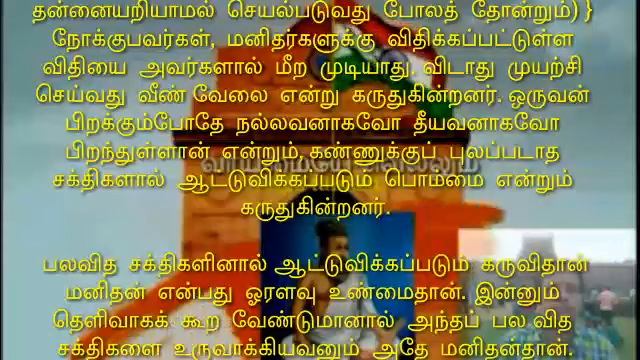 தன்னையறியாமல் செயல்படுவது போலத் தோன்றும்) }
நோக்குபவர்கள், மனிதர்களுக்கு விதிக்கப்பட்டுள்ள
விதியை அவர்களால் மீற முடியாது. விடாது முயற்சி
செய்வது வீண் வேலை என்று கருதுகின்றனர். ஒருவன்
பிறக்கும்போதே நல்லவனாகவோ தீயவனாகவோ
பிறந்துள்ளான் என்றும் கண்ணுக்குப் புலப்படாத
சக்திகளால் ஆட்டுவிக்கப்படும் பொம்மை என்றும்
கருதுகின்றனர்.
பலவித சக்திகளினால் ஆட்டுவிக்கப்படும் கருவிதான்
மனிதன் என்பது ஓரளவு உண்மைதான். இன்னும்
தெளிவாகக் கூற வேண்டுமானால் அந்தப் பல வித
சக்திகளை உருவாக்கியவனும் அதே மனிதன்தான்.